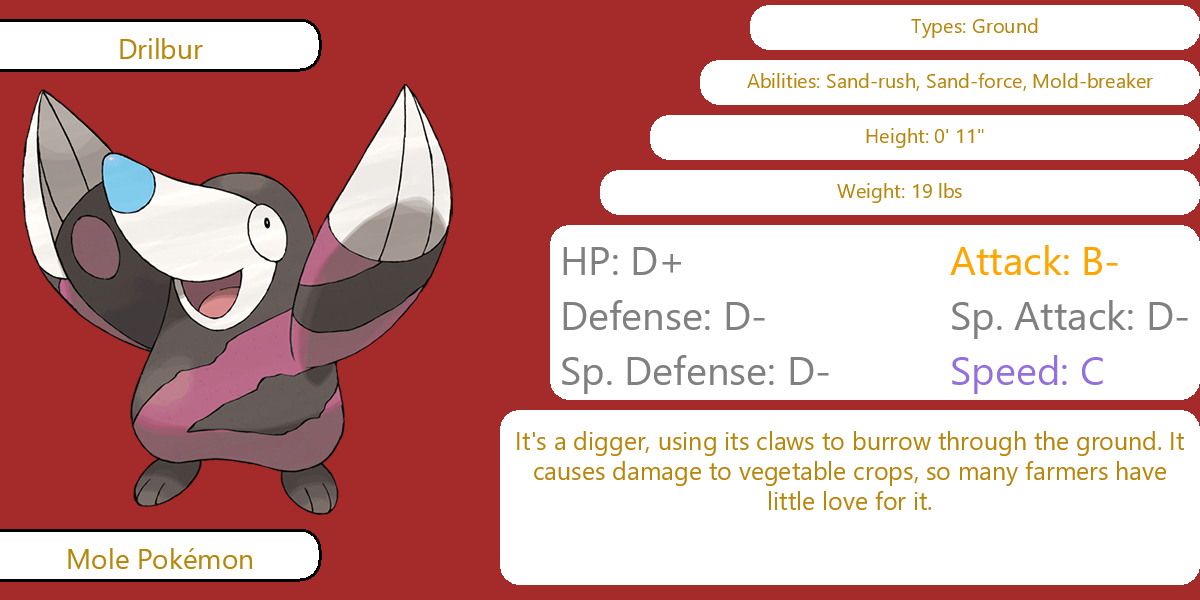 Drilbur
Mole Pokémon
Types: Ground
Abilities: Sand-rush, Sand-force, Mold-breaker
Height: 0' 11"
Weight: 19 lbs
HP: D+
Attack: B-
Defense: D-
Sp. Attack: D-
Sp. Defense: D-
Speed: C
It's a digger, using its claws to burrow through the ground. It
causes damage to vegetable crops, so many farmers have
little love for it.